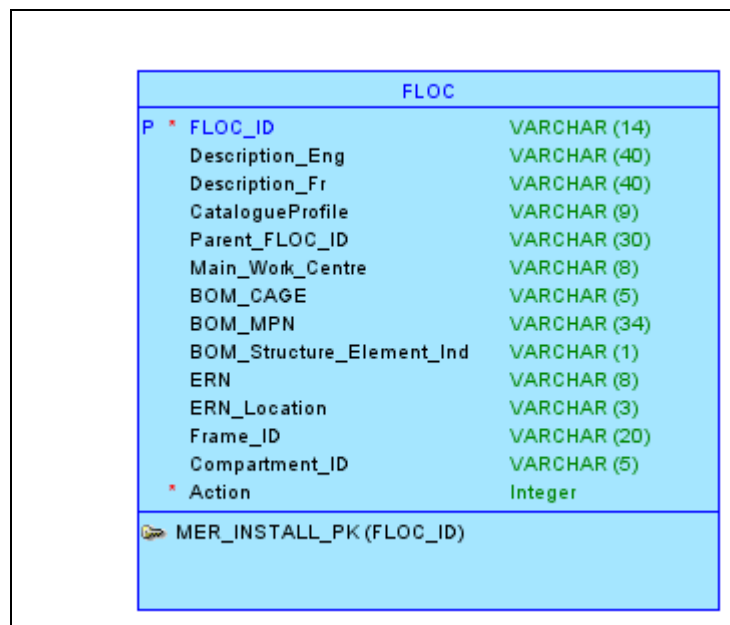 FLOC
P * FLOC_ID VARCHAR (14)
Description_Eng VARCHAR (40)
Description_Fr VARCHAR (40)
CatalogueProfile VARCHAR (9)
Parent_FLOC_ID VARCHAR (30)
Main_Work_Centre VARCHAR (8)
BOM_CAGE VARCHAR (5)
BOM_MPN VARCHAR (34)
BOM_Structure_Element_Ind VARCHAR (1)
ERN VARCHAR (8)
ERN_Location VARCHAR (3)
Frame_ID VARCHAR (20)
Compartment_ID VARCHAR (5)
* Action Integer
MER_INSTALL_PK (FLOC_ID)